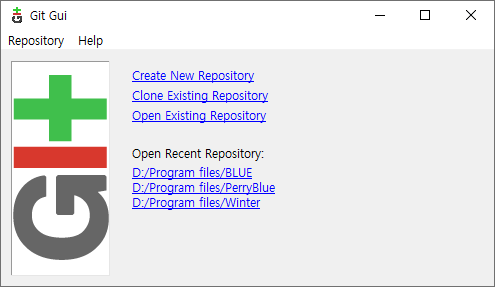 Git Gui
Repository Help
Create New Repository
Clone Existing Repository
Open Existing Repository
Open Recent Repository:
D:/Program files/BLUE
D:/Program files/PerryBlue
D:/Program files/Winter
Git